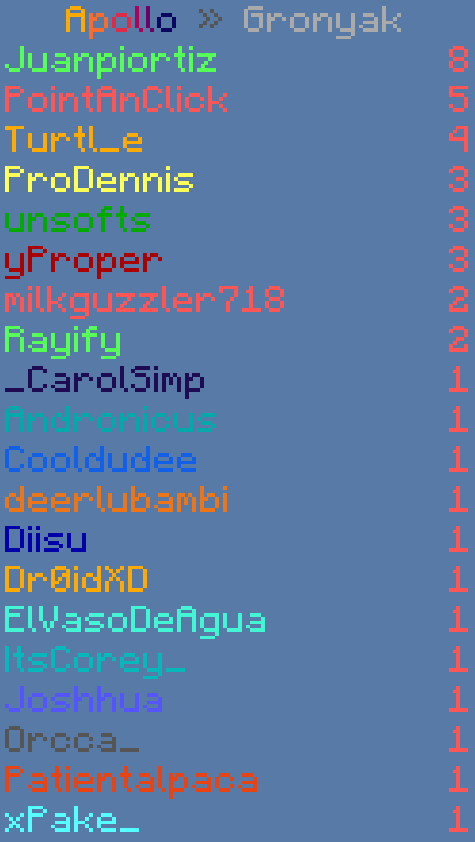 Apollo » Gronyak
Juanpiortiz 8
PointAnClick 5
Turtl_e 4
ProDennis 3
unsofts 3
yProper 3
milkguzzler718 2
Rayify 2
_CarolSimp 1
Andronious 1
Cooldudee 1
deerlubambi 1
Diisu 1
Dr0idXD 1
ElVasoDeAgua 1
ItsCorey_ 1
Joshhua 1
Orcca_ 1
Patientalpaca 1
xPake_ 1